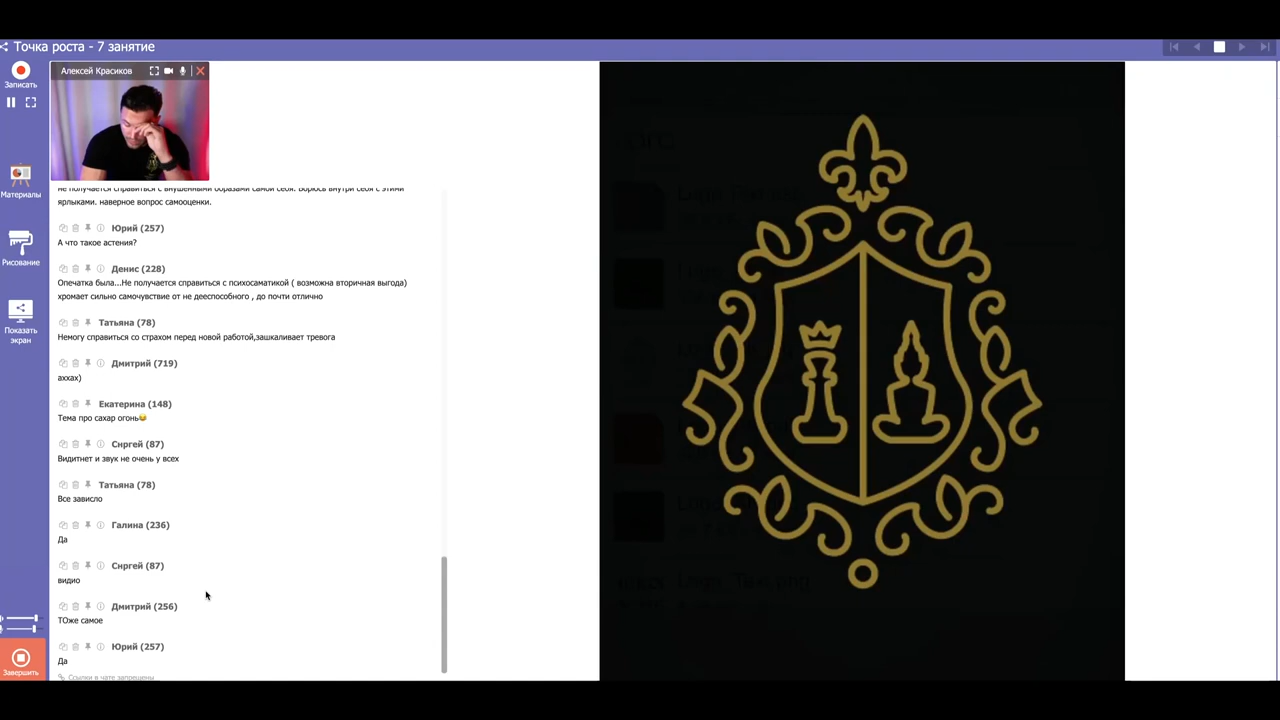 Точка роста - 7 занятие
Алексей Красиков
Записать
Материалы
Рисование
Показать
экран
Завершить
не получается справиться с внушенными образами самой себя. Борюсь внутри себя с этими
ярлыками. наверное вопрос самооценки.
Юрий (257)
А что такое астения?
Денис (228)
Опечатка была...Не получается справиться с психосаматикой ( возможна вторичная выгода)
хромает сильно самочувствие от не дееспособного , до почти отлично
Татьяна (78)
Немогу справиться со страхом перед новой работой,зашкаливает тревога
Дмитрий (719)
аххах)
Екатерина (148)
Тема про сахар огонь😂
Снргей (87)
Видитнет и звук не очень у всех
Татьяна (78)
Все зависло
Галина (236)
Да
Снргей (87)
видио
Дмитрий (256)
ТОже самое
Юрий (257)
Да
Ссылки в чате запрещены